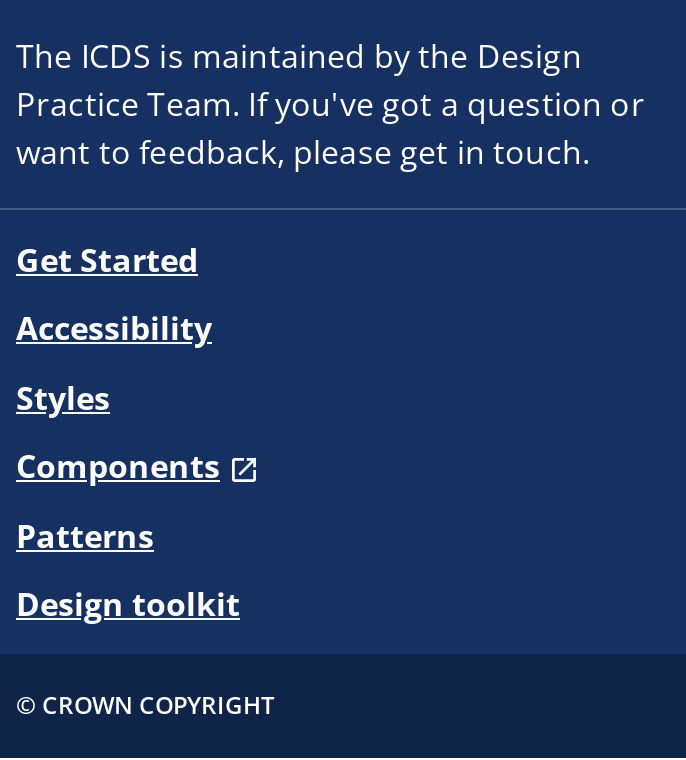 The ICDS is maintained by the Design
Practice Team. If you've got a question or
want to feedback, please get in touch.
Get Started
Accessibility
Styles
Components
Patterns
Design toolkit
© CROWN COPYRIGHT